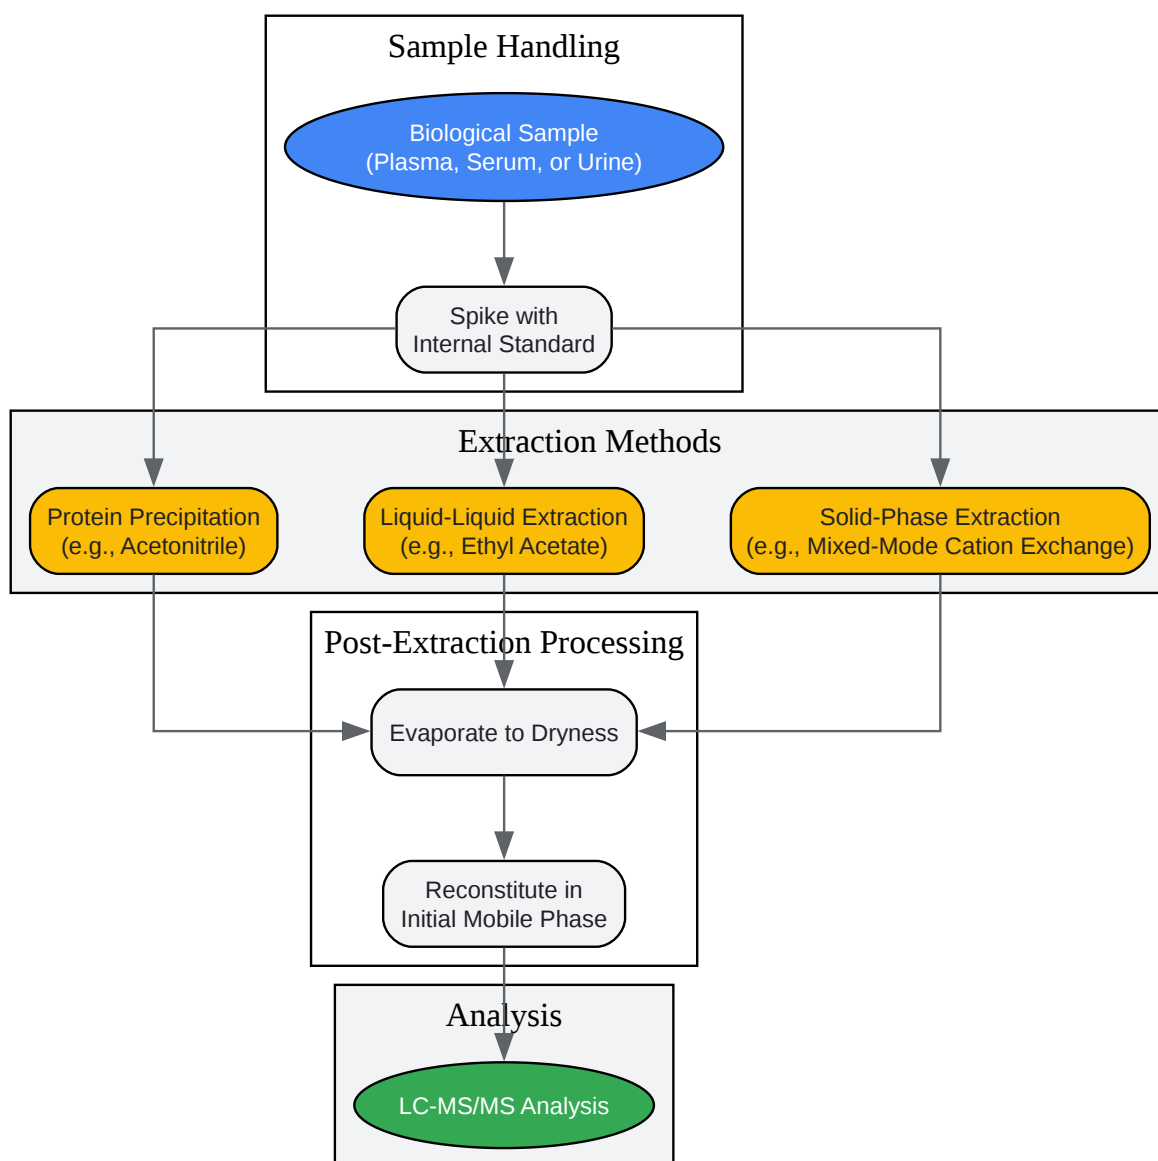 Sample Handling
Biological Sample
(Plasma, Serum, or Urine)
Spike with
Internal Standard
Extraction Methods
Protein Precipitation
(e.g., Acetonitrile)
Liquid-Liquid Extraction
(e.g., Ethyl Acetate)
Solid-Phase Extraction
(e.g., Mixed-Mode Cation Exchange)
Post-Extraction Processing
Evaporate to Dryness
Reconstitute in
Initial Mobile Phase
Analysis
LC-MS/MS Analysis